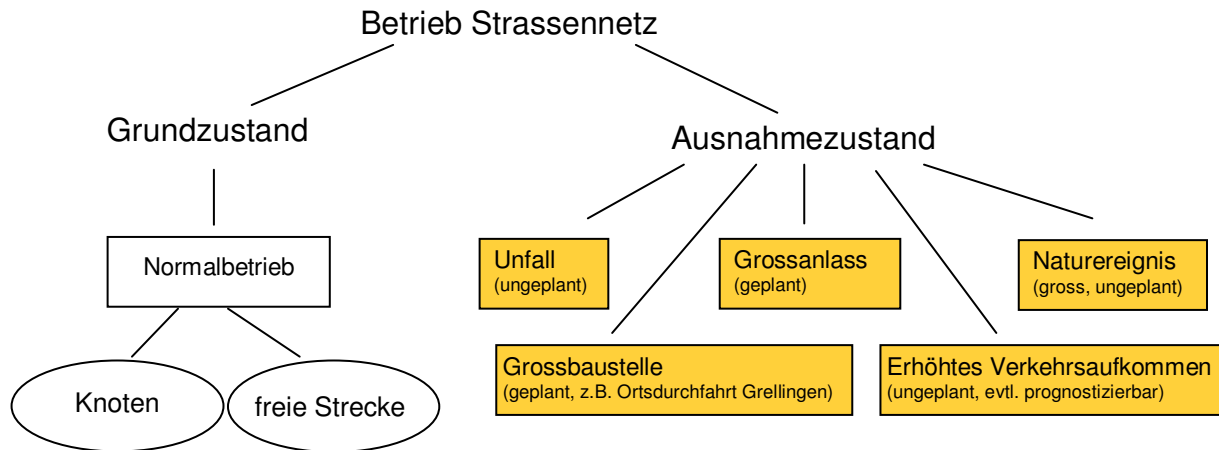 Betrieb Strassennetz
Grundzustand
Ausnahmezustand
Normalbetrieb
Knoten
freie Strecke
Unfall
(ungeplant)
Grossanlass
(geplant)
Naturereignis
(gross, ungeplant)
Grossbaustelle
(geplant, z.B. Ortsdurchfahrt Grellingen)
Erhöhtes Verkehrsaufkommen
(ungeplant, evtl. prognostizierbar)